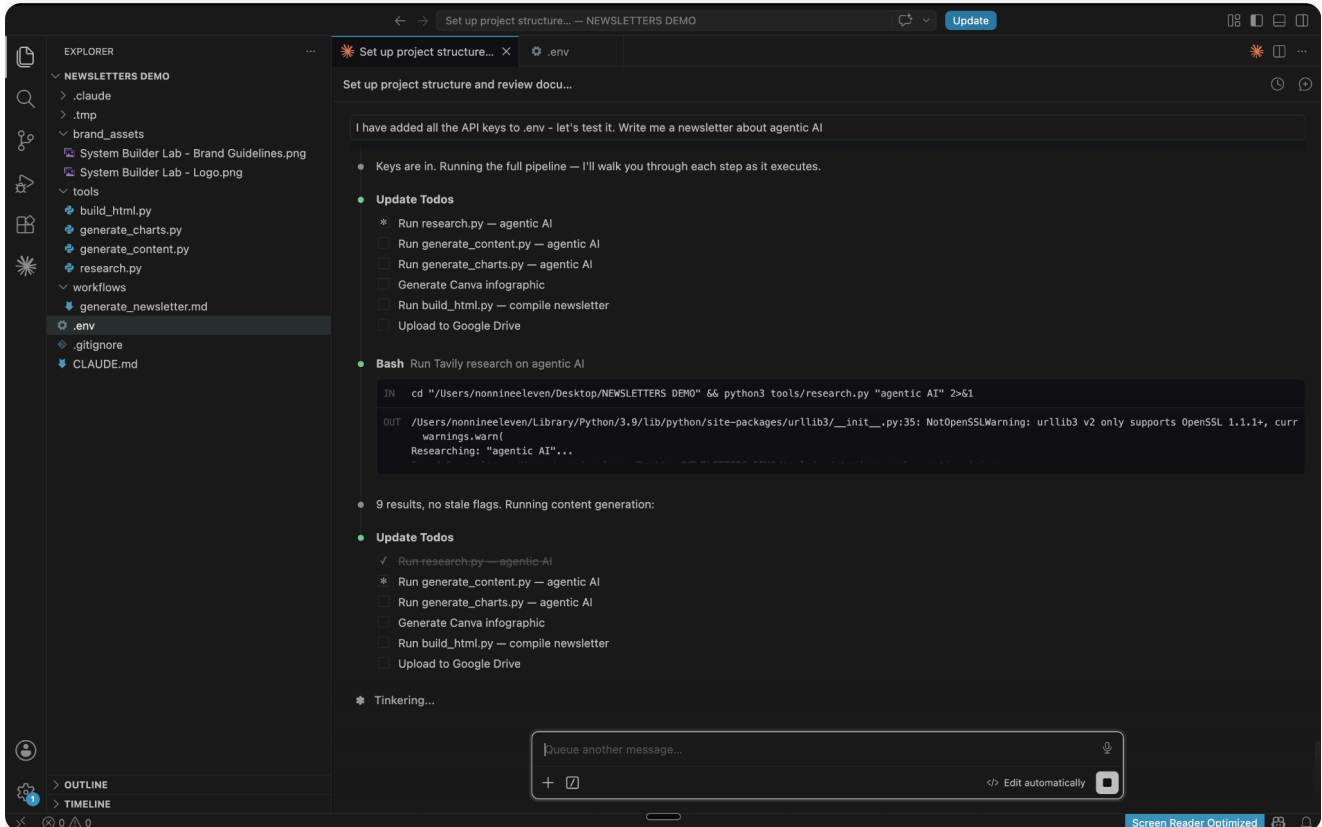 Set up project structure... — NEWSLETTERS DEMO
Update
EXPLORER
NEWSLETTERS DEMO
.claude
.tmp
brand_assets
System Builder Lab - Brand Guidelines.png
System Builder Lab - Logo.png
tools
build_html.py
generate_charts.py
generate_content.py
research.py
workflows
generate_newsletter.md
.env
.gitignore
CLAUDE.md
OUTLINE
TIMELINE
1
0 0
Set up project structure...
.env
Set up project structure and review docu...
I have added all the API keys to .env - let's test it. Write me a newsletter about agentic AI
Keys are in. Running the full pipeline — I'll walk you through each step as it executes.
Update Todos
Run research.py — agentic AI
Run generate_content.py — agentic AI
Run generate_charts.py — agentic AI
Generate Canva infographic
Run build_html.py — compile newsletter
Upload to Google Drive
Bash Run Tavily research on agentic AI
IN cd "/Users/nonnineeleven/Desktop/NEWSLETTERS DEMO" && python3 tools/research.py "agentic AI" 2>&1
OUT /Users/nonnineeleven/Library/Python/3.9/lib/python/site-packages/urllib3/__init__.py:35: NotOpenSSLWarning: urllib3 v2 only supports OpenSSL 1.1.1+, curr
warnings.warn(
Researching: "agentic AI"...
9 results, no stale flags. Running content generation:
Update Todos
Run research.py — agentic AI
Run generate_content.py — agentic AI
Run generate_charts.py — agentic AI
Generate Canva infographic
Run build_html.py — compile newsletter
Upload to Google Drive
Tinkering...
Queue another message...
</> Edit automatically
Screen Reader Optimized